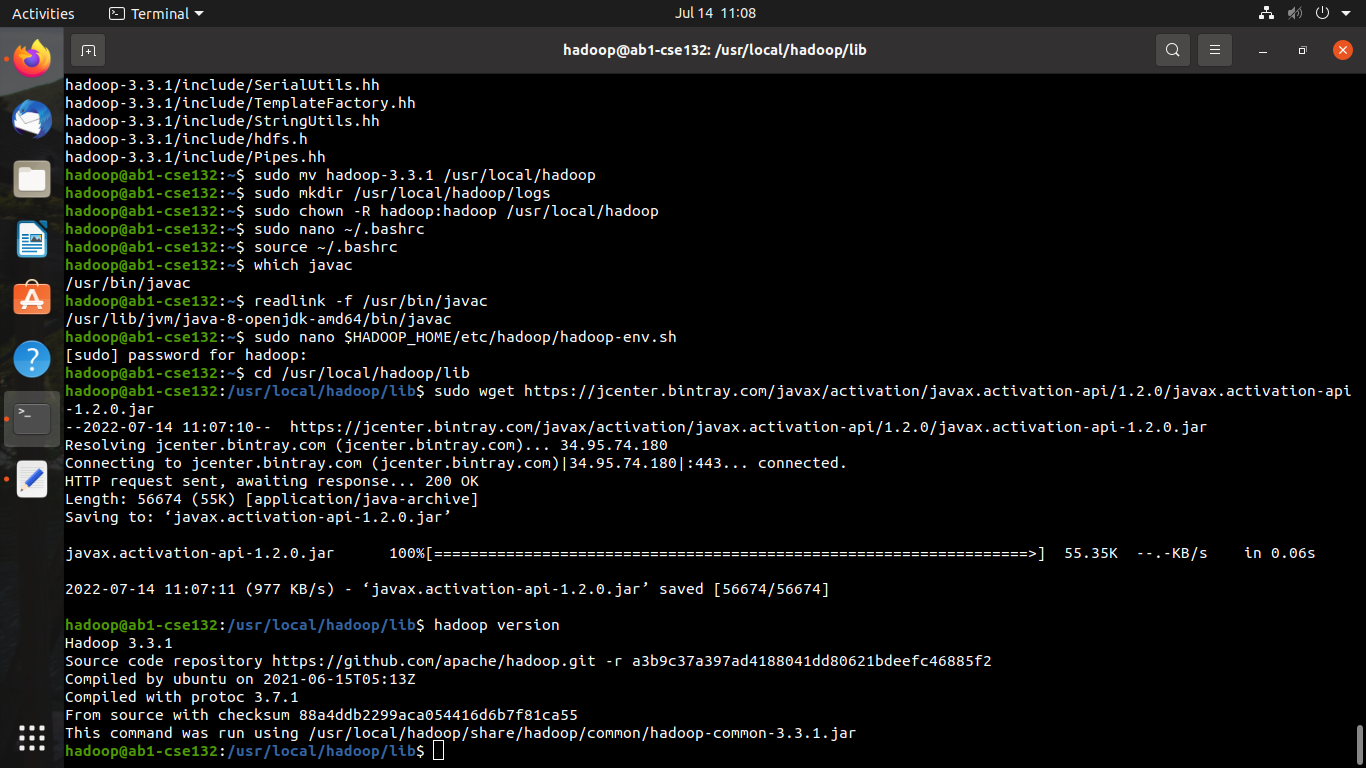 Activities
Terminal
Jul 14 11:08
hadoop@ab1-cse132: /usr/local/hadoop/lib
hadoop-3.3.1/include/SerialUtils.hh
hadoop-3.3.1/include/TemplateFactory.hh
hadoop-3.3.1/include/StringUtils.hh
hadoop-3.3.1/include/hdfs.h
hadoop-3.3.1/include/Pipes.hh
hadoop@ab1-cse132:~$ sudo mv hadoop-3.3.1 /usr/local/hadoop
hadoop@ab1-cse132:~$ sudo mkdir /usr/local/hadoop/logs
hadoop@ab1-cse132:~$ sudo chown -R hadoop:hadoop /usr/local/hadoop
hadoop@ab1-cse132:~$ sudo nano ~/.bashrc
hadoop@ab1-cse132:~$ source ~/.bashrc
hadoop@ab1-cse132:~$ which javac
/usr/bin/javac
hadoop@ab1-cse132:~$ readlink -f /usr/bin/javac
/usr/lib/jvm/java-8-openjdk-amd64/bin/javac
hadoop@ab1-cse132:~$ sudo nano $HADOOP_HOME/etc/hadoop/hadoop-env.sh
[sudo] password for hadoop:
hadoop@ab1-cse132:~$ cd /usr/local/hadoop/lib
hadoop@ab1-cse132:/usr/local/hadoop/lib$ sudo wget https://jcenter.bintray.com/javax/activation/javax.activation-api/1.2.0/javax.activation-api
-1.2.0.jar
--2022-07-14 11:07:10--  https://jcenter.bintray.com/javax/activation/javax.activation-api/1.2.0/javax.activation-api-1.2.0.jar
Resolving jcenter.bintray.com (jcenter.bintray.com)... 34.95.74.180
Connecting to jcenter.bintray.com (jcenter.bintray.com)|34.95.74.180|:443... connected.
HTTP request sent, awaiting response... 200 OK
Length: 56674 (55K) [application/java-archive]
Saving to: ‘javax.activation-api-1.2.0.jar’
javax.activation-api-1.2.0.jar      100%[==================================================================>]  55.35K  --.-KB/s    in 0.06s
2022-07-14 11:07:11 (977 KB/s) - ‘javax.activation-api-1.2.0.jar’ saved [56674/56674]
hadoop@ab1-cse132:/usr/local/hadoop/lib$ hadoop version
Hadoop 3.3.1
Source code repository https://github.com/apache/hadoop.git -r a3b9c37a397ad4188041dd80621bdeefc46885f2
Compiled by ubuntu on 2021-06-15T05:13Z
Compiled with protoc 3.7.1
From source with checksum 88a4ddb2299aca054416d6b7f81ca55
This command was run using /usr/local/hadoop/share/hadoop/common/hadoop-common-3.3.1.jar
hadoop@ab1-cse132:/usr/local/hadoop/lib$